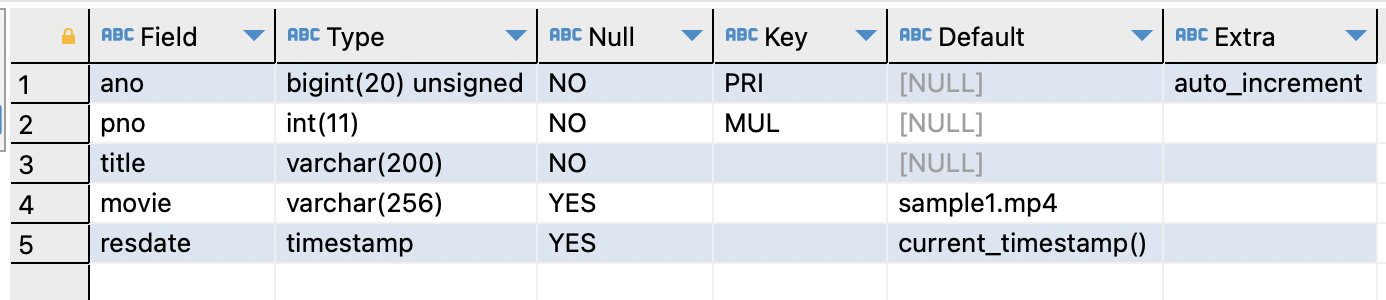 ABC Field ABC Type ABC Null ABC Key ABC Default ABC Extra
1 ano bigint(20) unsigned NO PRI [NULL] auto_increment
2 pno int(11) NO MUL [NULL]
3 title varchar(200) NO [NULL]
4 movie varchar(256) YES sample1.mp4
5 resdate timestamp YES current_timestamp()